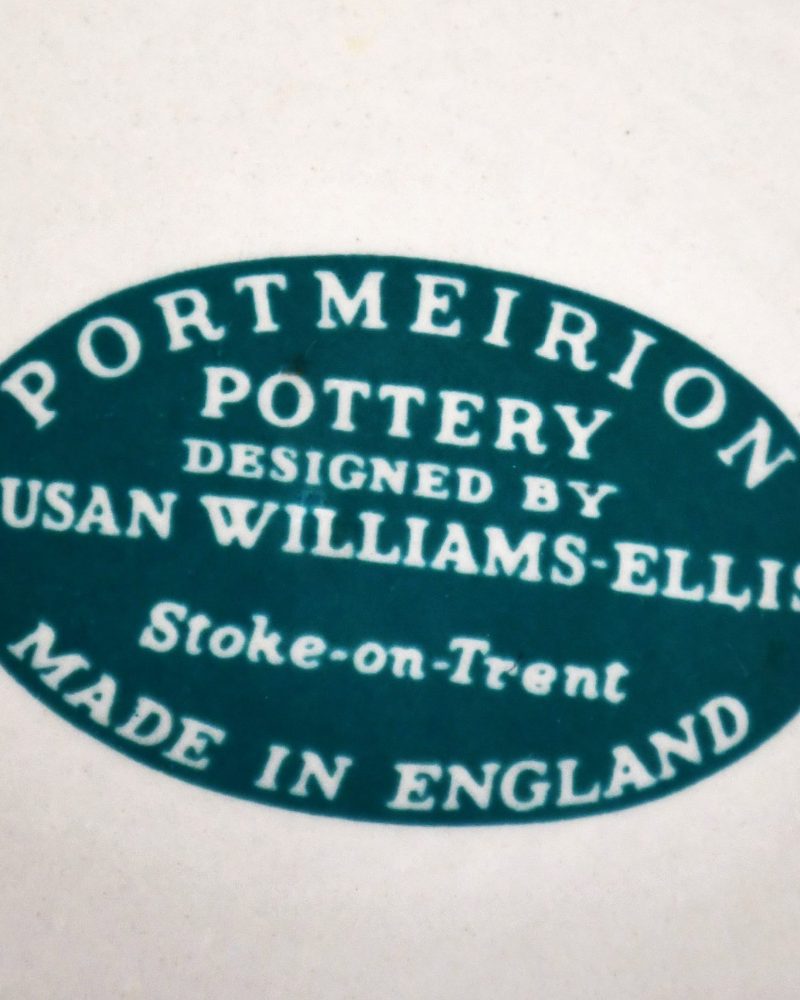 PORTMEIRION
POTTERY
DESIGNED BY
USAN WILLIAMS-ELLIS
Stoke-on-Trent
MADE IN ENGLAND